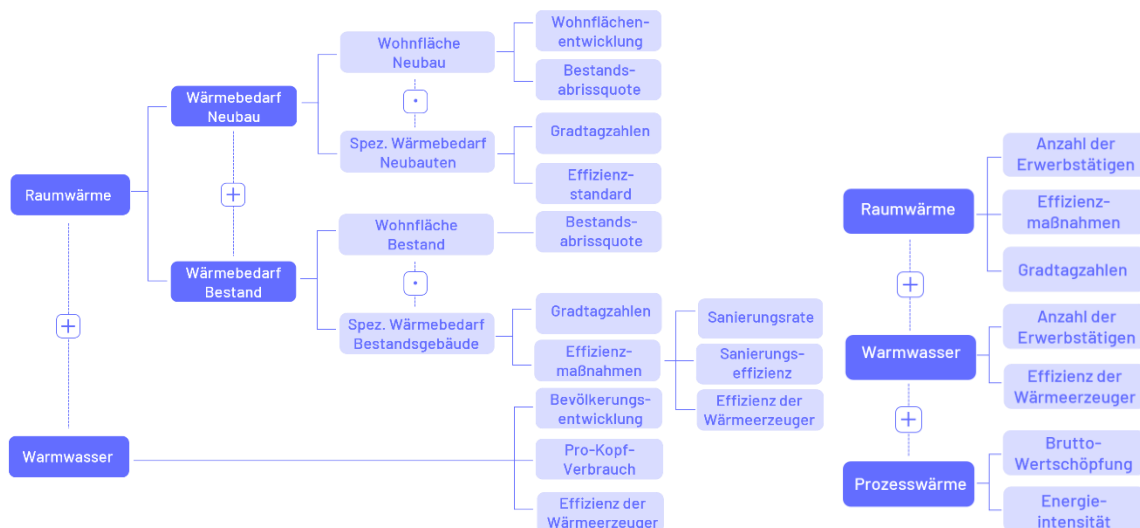 Raumwärme
Wärmebedarf
Neubau
Wohnfläche
Neubau
Wohnflächen-
entwicklung
Bestands-
abrissquote
Spez. Wärmebedarf
Neubauten
Gradtagzahlen
Effizienz-
standard
Wärmebedarf
Bestand
Wohnfläche
Bestand
Bestands-
abrissquote
Spez. Wärmebedarf
Bestandsgebäude
Gradtagzahlen
Effizienz-
maßnahmen
Sanierungsrate
Sanierungs-
effizienz
Effizienz der
Wärmeerzeuger
Warmwasser
Bevölkerungs-
entwicklung
Pro-Kopf-
Verbrauch
Effizienz der
Wärmeerzeuger
Raumwärme
Anzahl der
Erwerbstätigen
Effizienz-
maßnahmen
Gradtagzahlen
Warmwasser
Anzahl der
Erwerbstätigen
Effizienz der
Wärmeerzeuger
Prozesswärme
Brutto-
Wertschöpfung
Energie-
intensität